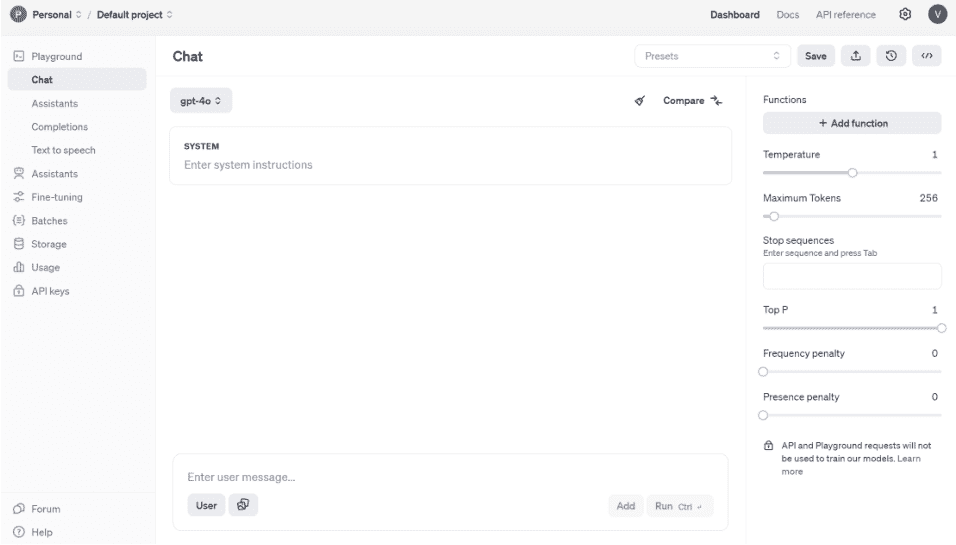 P Personal / Default project
Dashboard Docs API reference V
Playground
Chat
Assistants
Completions
Text to speech
Assistants
Fine-tuning
Batches
Storage
Usage
API keys
Forum
Help
Chat
Presets Save
gpt-4o Compare
SYSTEM
Enter system instructions
Enter user message...
User Add Run Ctrl ↵
Functions
+ Add function
Temperature 1
Maximum Tokens 256
Stop sequences
Enter sequence and press Tab
Top P 1
Frequency penalty 0
Presence penalty 0
API and Playground requests will not
be used to train our models. Learn
more